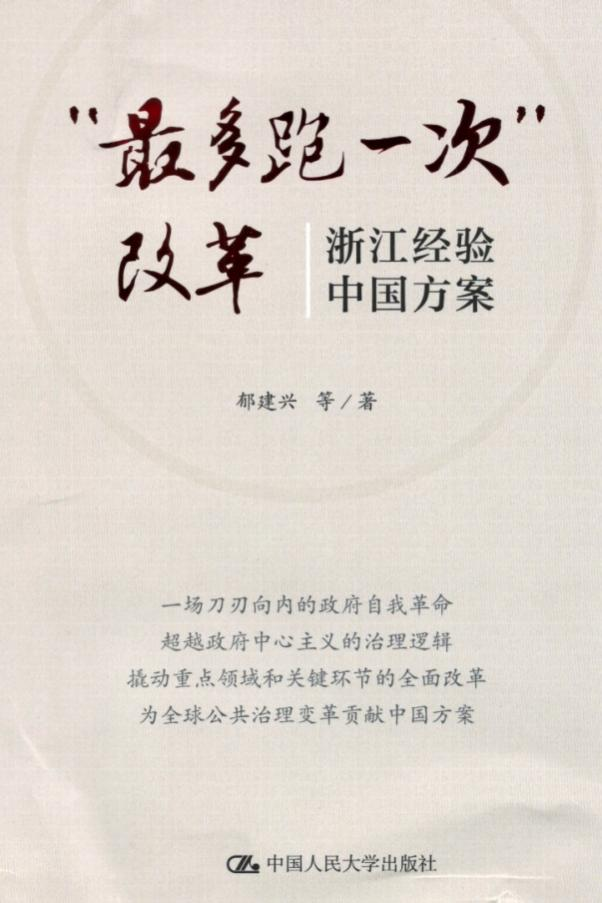 “最多跑一次”
改革
浙江经验
中国方案
郁建兴 等/著
一场刀刃向内的政府自我革命
超越政府中心主义的治理逻辑
撬动重点领域和关键环节的全面改革
为全球公共治理变革贡献中国方案
中国人民大学出版社